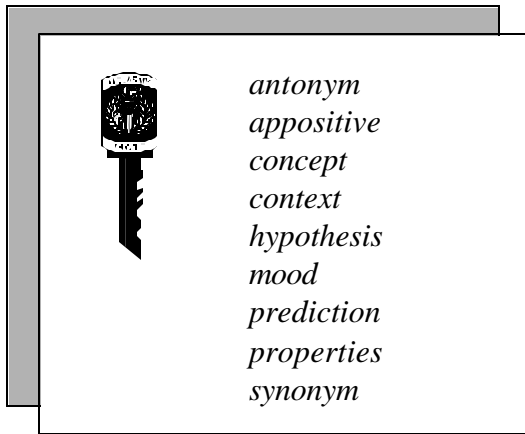 antonym
appositive
concept
context
hypothesis
mood
prediction
properties
synonym